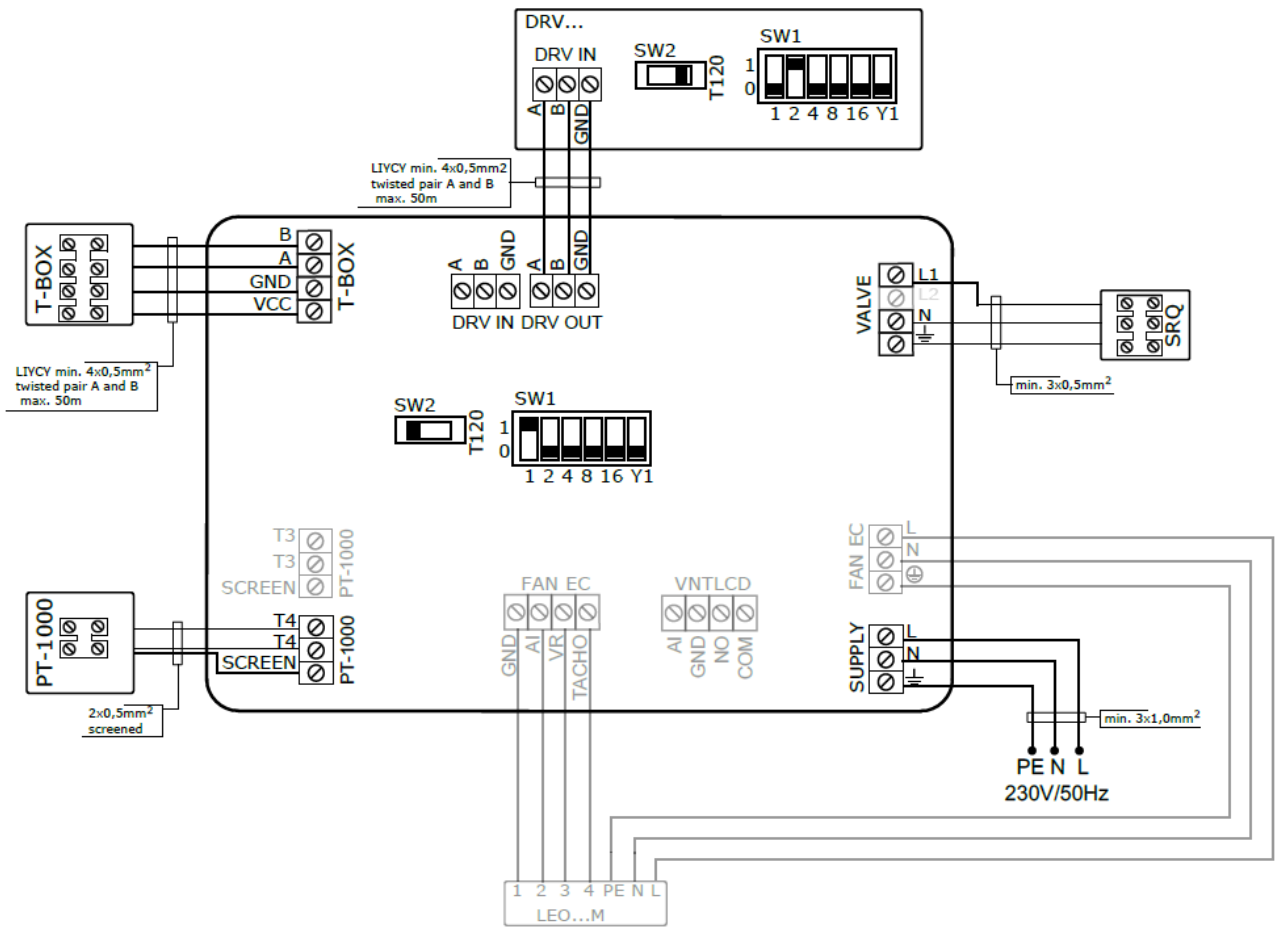 DRV...
DRV IN
A
B
GND
SW2
T120
SW1
1
0
1 2 4 8 16 Y1
LIYCY min. 4x0,5mm2
twisted pair A and B
max. 50m
T-BOX
B
A
GND
VCC
T-BOX
LIYCY min. 4x0,5mm²
twisted pair A and B
max. 50m
A
B
GND
A
B
GND
DRV IN
DRV OUT
VALVE
L1
L2
N
SRQ
min. 3x0,5mm²
SW2
T120
SW1
1
0
1 2 4 8 16 Y1
T3
T3
SCREEN
PT-1000
PT-1000
T4
T4
SCREEN
PT-1000
2x0,5mm²
screened
FAN EC
GND
AI
VR
TACHO
VNTLCD
AI
GND
NO
COM
FAN EC
L
N
SUPPLY
L
N
min. 3x1,0mm²
PE N L
230V/50Hz
1 2 3 4 PE N L
LEO...M